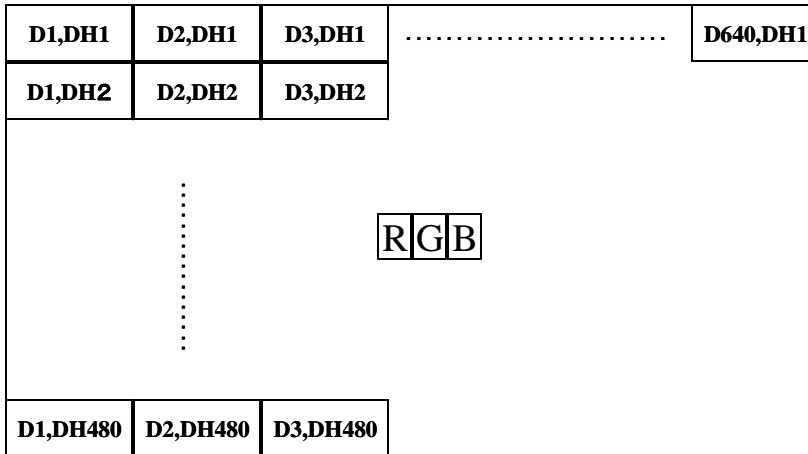 D1,DH1 D2,DH1 D3,DH1 .......................... D640,DH1
D1,DH2 D2,DH2 D3,DH2
R G B
D1,DH480 D2,DH480 D3,DH480